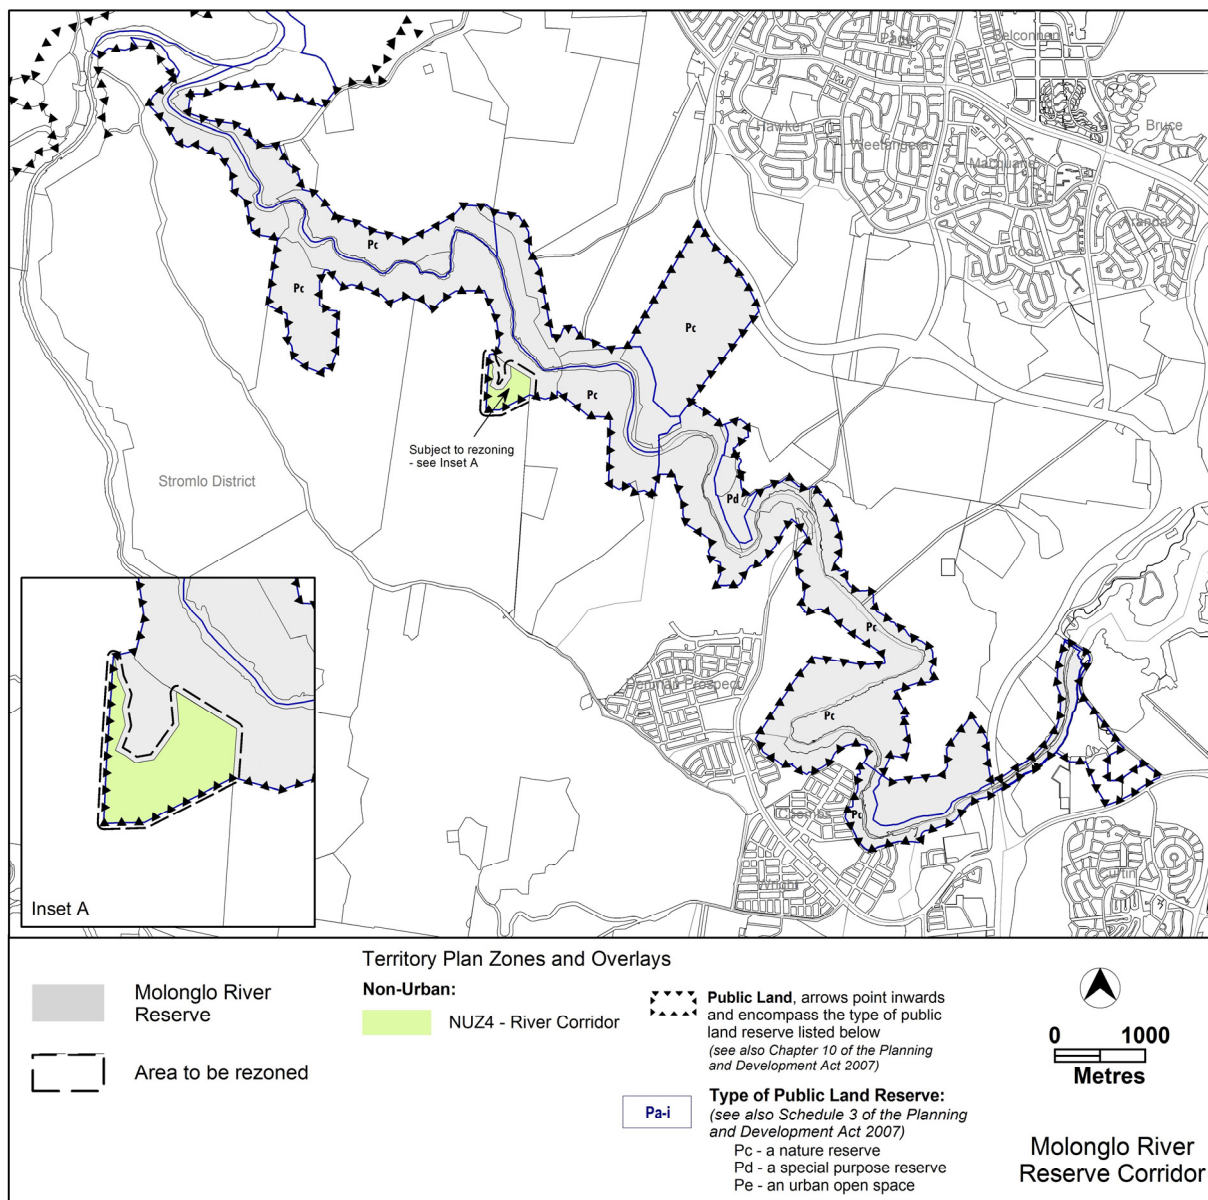 Page
Belconnen
Bruce
Hawker
Weetangera
Macquarie
Aranda
Cook
Pc
Pc
Pc
Pc
Subject to rezoning
- see Inset A
Stromlo District
Pd
Pc
Denman Prospect
Pc
Coombs
Pc
Wright
Curtin
Inset A
Molonglo River
Reserve
Area to be rezoned
Territory Plan Zones and Overlays
Non-Urban:
NUZ4 - River Corridor
Public Land, arrows point inwards
and encompass the type of public
land reserve listed below
(see also Chapter 10 of the Planning
and Development Act 2007)
Pa-i
Type of Public Land Reserve:
(see also Schedule 3 of the Planning
and Development Act 2007)
Pc - a nature reserve
Pd - a special purpose reserve
Pe - an urban open space
0 1000
Metres
Molonglo River
Reserve Corridor